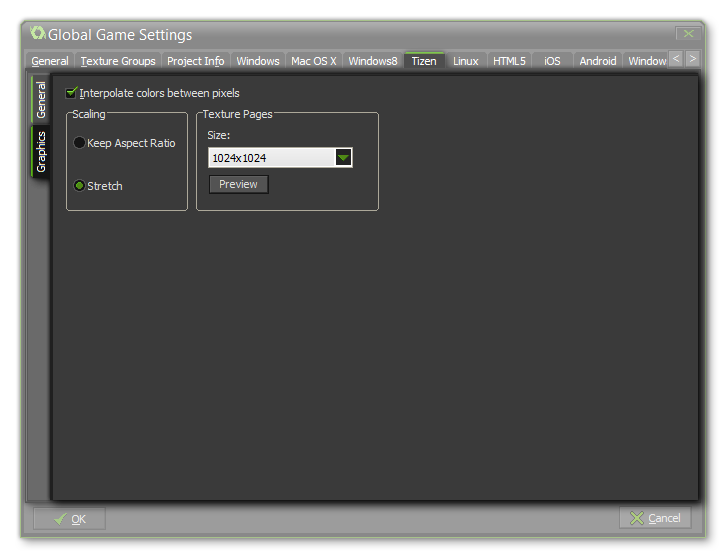 Global Game Settings
General Texture Groups Project Info Windows Mac OS X Windows8 Tizen Linux HTML5 iOS Android Window < >
General
Graphics
Interpolate colors between pixels
Scaling
Keep Aspect Ratio
Stretch
Texture Pages
Size:
1024x1024
Preview
OK
Cancel